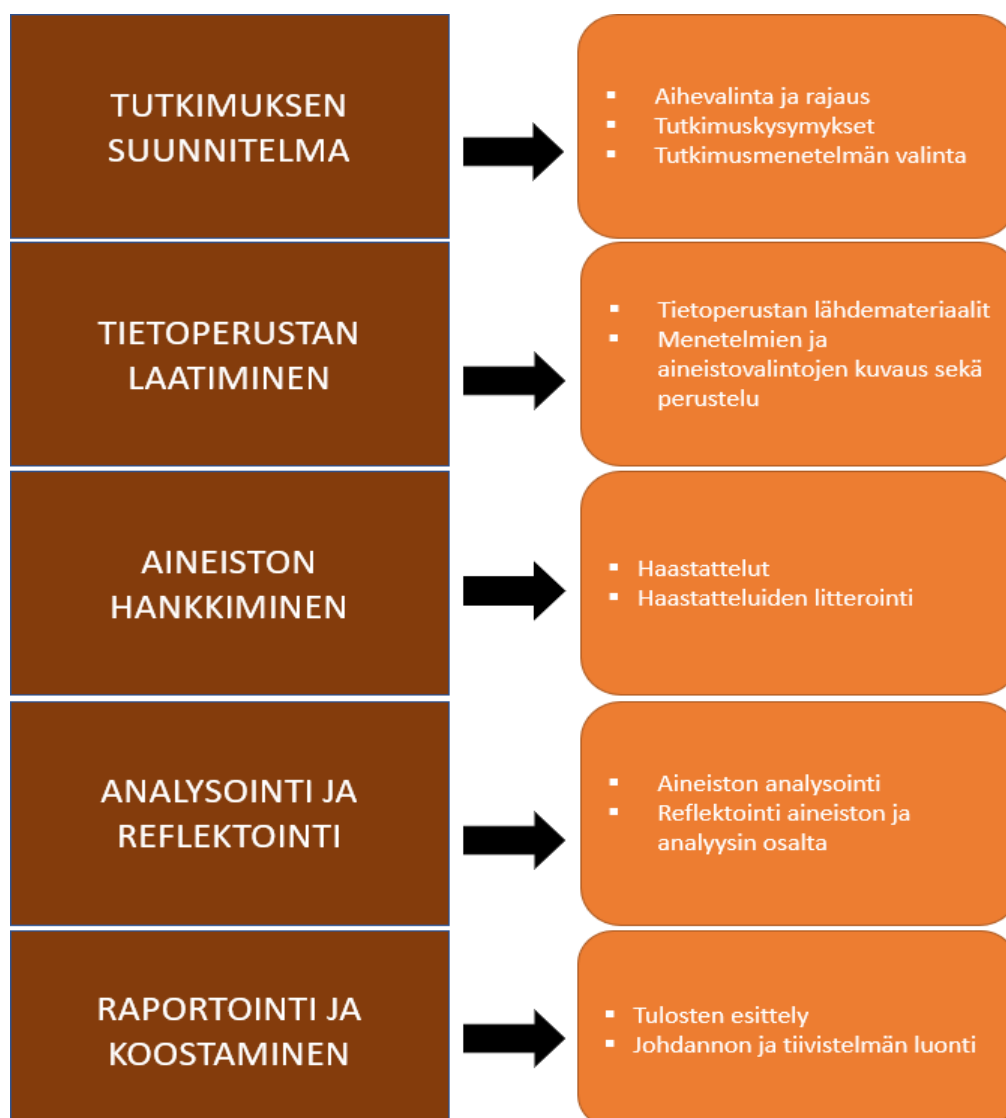 TUTKIMUKSEN
SUUNNITELMA
▪ Aihevalinta ja rajaus
▪ Tutkimuskysymykset
▪ Tutkimusmenetelmän valinta
TIETOPERUSTAN
LAATIMINEN
▪ Tietoperustan lähdemateriaalit
▪ Menetelmien ja
aineistovalintojen kuvaus sekä
perustelu
AINEISTON
HANKKIMINEN
▪ Haastattelut
▪ Haastatteluiden litterointi
ANALYSOINTI JA
REFLEKTOINTI
▪ Aineiston analysointi
▪ Reflektointi aineiston ja
analyysin osalta
RAPORTOINTI JA
KOOSTAMINEN
▪ Tulosten esittely
▪ Johdannon ja tiivistelmän luonti